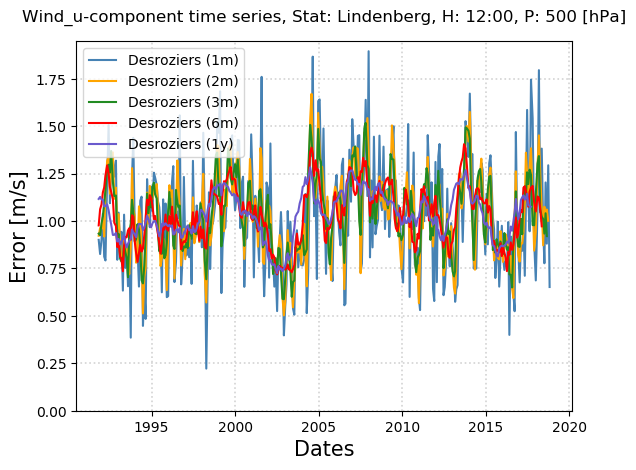 Wind_u-component time series, Stat: Lindenberg, H: 12:00, P: 500 [hPa]
Desroziers (1m)
Desroziers (2m)
Desroziers (3m)
Desroziers (6m)
Desroziers (1y)
Error [m/s]
1.75
1.50
1.25
1.00
0.75
0.50
0.25
0.00
1995 2000 2005 2010 2015 2020
Dates